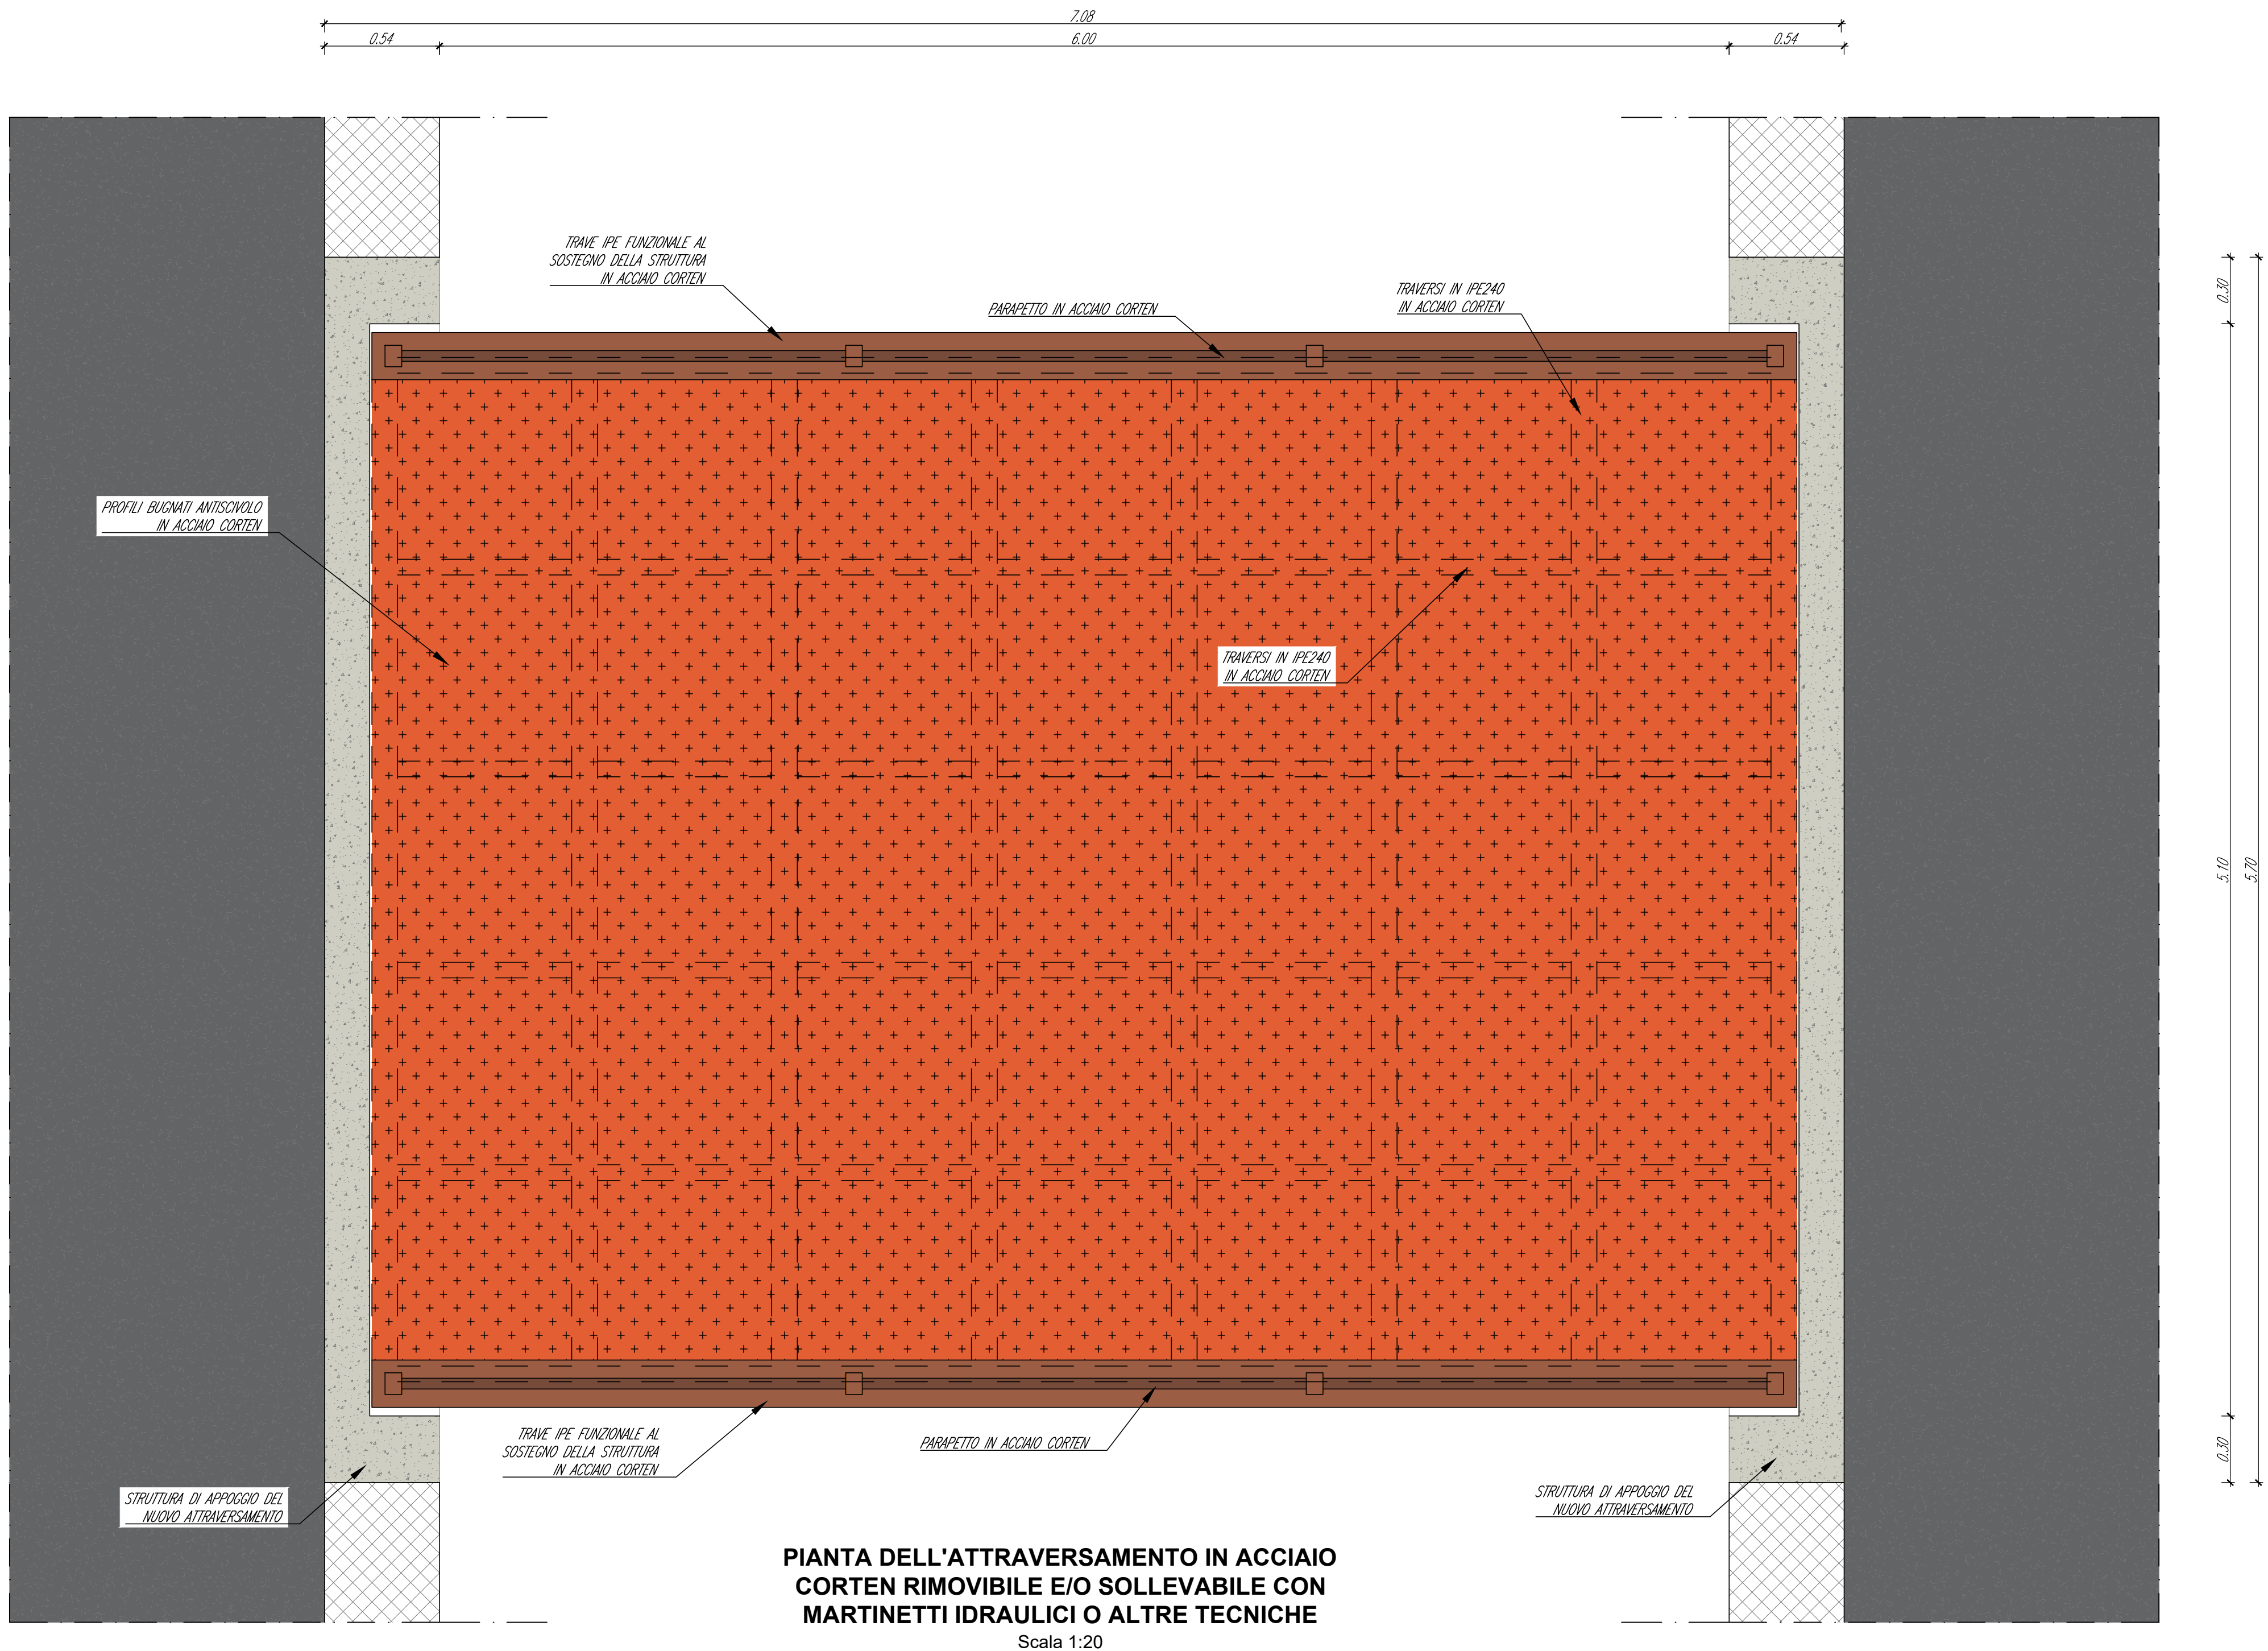 7.08
0.54
6.00
0.54
TRAVE IPE FUNZIONALE AL
SOSTEGNO DELLA STRUTTURA
IN ACCIAIO CORTEN
PARAPETTO IN ACCIAIO CORTEN
TRAVERSI IN IPE240
IN ACCIAIO CORTEN
0.30
PROFILI BUGNATI ANTISCIVOLO
IN ACCIAIO CORTEN
TRAVERSI IN IPE240
IN ACCIAIO CORTEN
5.10
5.70
TRAVE IPE FUNZIONALE AL
SOSTEGNO DELLA STRUTTURA
IN ACCIAIO CORTEN
PARAPETTO IN ACCIAIO CORTEN
0.30
STRUTTURA DI APPOGGIO DEL
NUOVO ATTRAVERSAMENTO
STRUTTURA DI APPOGGIO DEL
NUOVO ATTRAVERSAMENTO
PIANTA DELL'ATTRAVERSAMENTO IN ACCIAIO
CORTEN RIMOVIBILE E/O SOLLEVABILE CON
MARTINETTI IDRAULICI O ALTRE TECNICHE
Scala 1:20